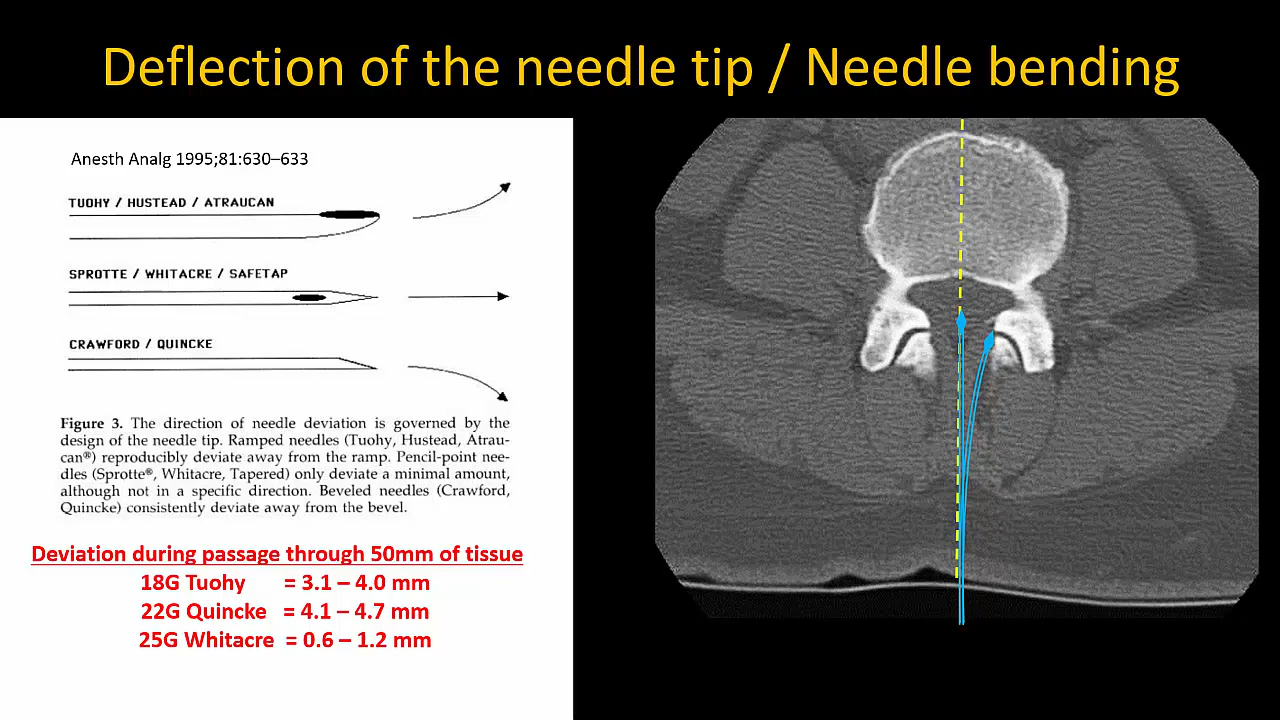 Deflection of the needle tip / Needle bending
Anesth Analg 1995;81:630–633
TUOHY / HUSTEAD / ATRAUCAN
SPROTTE / WHITACRE / SAFETAP
CRAWFORD / QUINCKE
Figure 3. The direction of needle deviation is governed by the
design of the needle tip. Ramped needles (Tuohy, Hustead, Atrau-
can®) reproducibly deviate away from the ramp. Pencil-point nee-
dles (Sprotte®, Whitacre, Tapered) only deviate a minimal amount,
although not in a specific direction. Beveled needles (Crawford,
Quincke) consistently deviate away from the bevel.
Deviation during passage through 50mm of tissue
18G Tuohy = 3.1 – 4.0 mm
22G Quincke = 4.1 – 4.7 mm
25G Whitacre = 0.6 – 1.2 mm